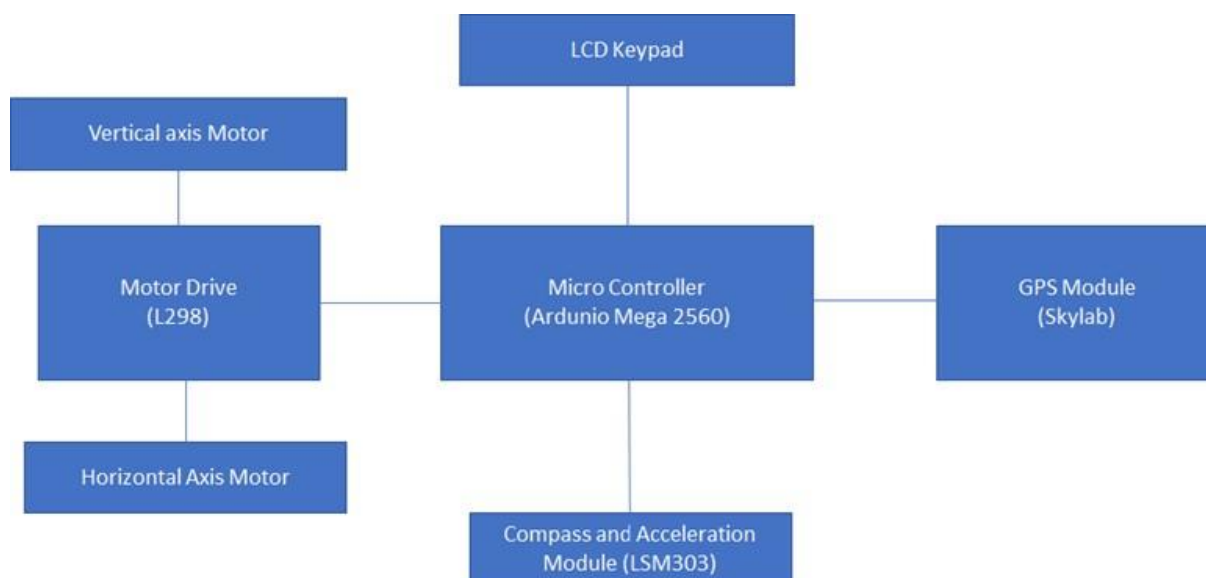 LCD Keypad
Vertical axis Motor
Motor Drive
(L298)
Micro Controller
(Ardunio Mega 2560)
GPS Module
(Skylab)
Horizontal Axis Motor
Compass and Acceleration
Module (LSM303)